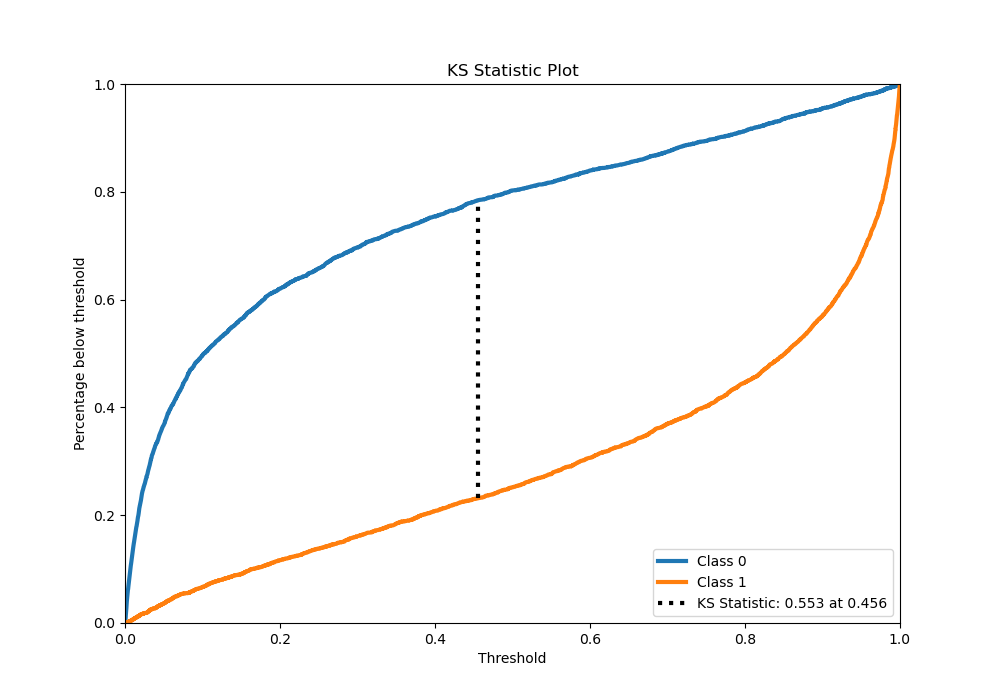 KS Statistic Plot
1.0
0.8
0.6
0.4
0.2
0.0
Percentage below threshold
0.0 0.2 0.4 0.6 0.8 1.0
Threshold
Class 0
Class 1
KS Statistic: 0.553 at 0.456